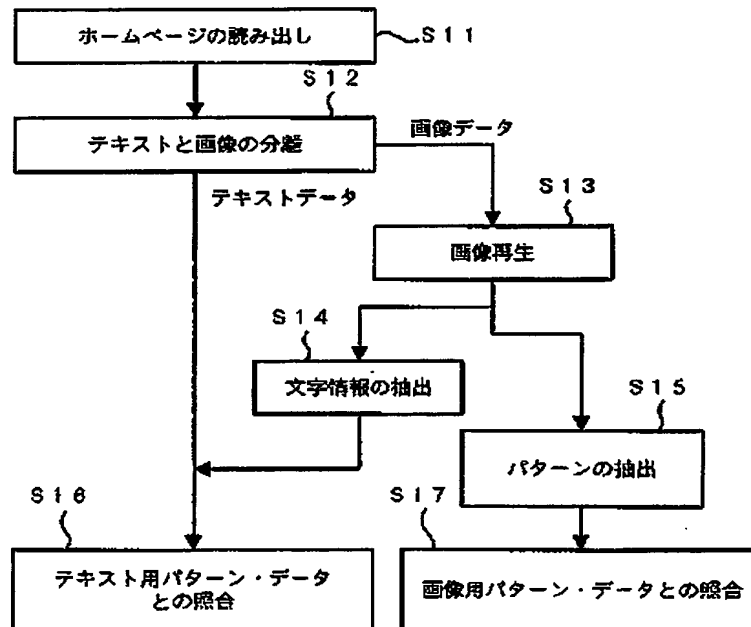 ホームページの読み出し
S11
S12
テキストと画像の分離
画像データ
テキストデータ
S13
画像再生
S14
文字情報の抽出
S15
パターンの抽出
S16
テキスト用パターン・データ
との照合
S17
画像用パターン・データとの照合